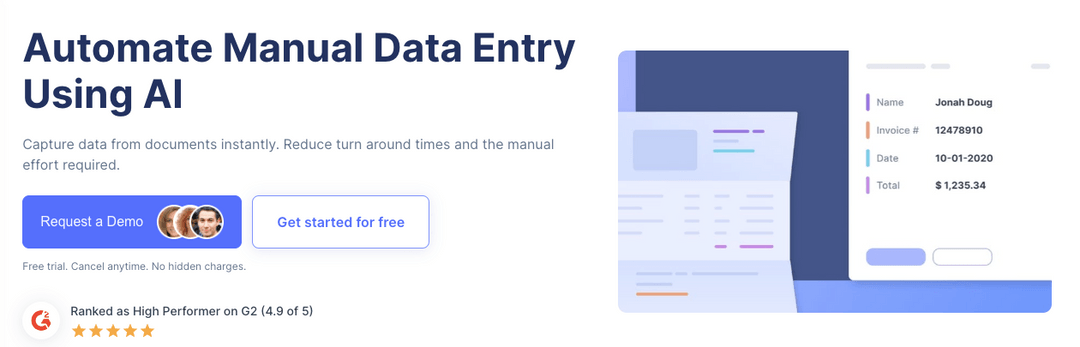 Automate Manual Data Entry
Using AI
Capture data from documents instantly. Reduce turn around times and the manual
effort required.
Request a Demo
Get started for free
Free trial. Cancel anytime. No hidden charges.
G2
Ranked as High Performer on G2 (4.9 of 5)
Name Jonah Doug
Invoice # 12478910
Date 10-01-2020
Total $ 1,235.34